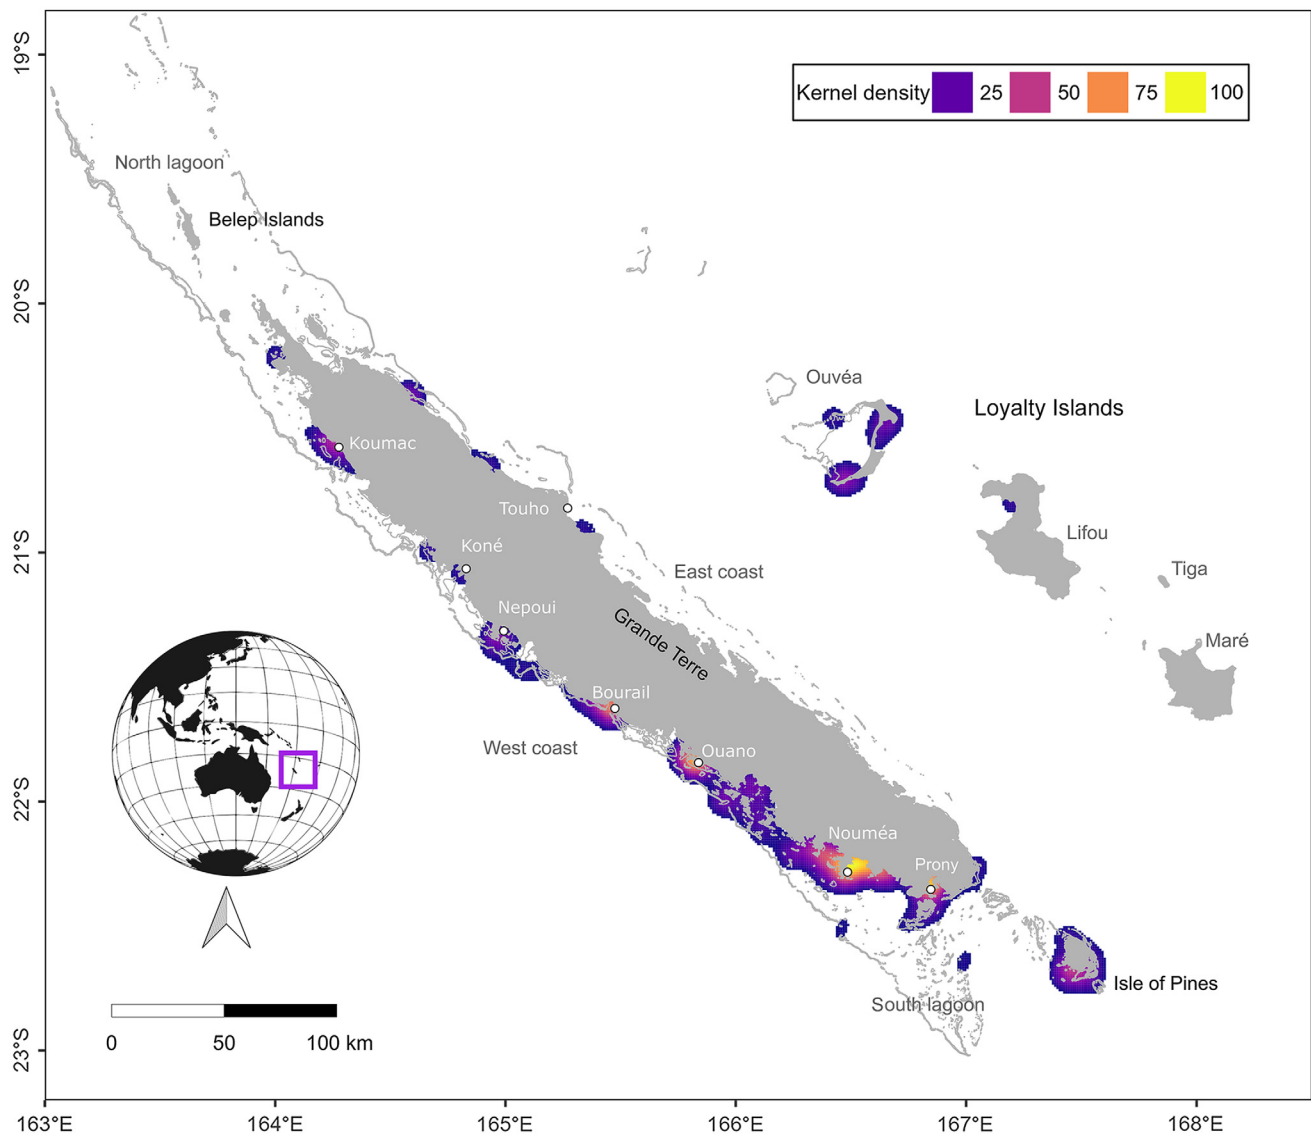 19°S
Kernel density 25 50 75 100
North lagoon
Belep Islands
20°S
Ouvéa
Loyalty Islands
Koumac
Touho
Lifou
21°S
Koné
East coast
Tiga
Nepoui
Grande Terre
Maré
Bourail
West coast
Ouano
22°S
Nouméa
Prony
Isle of Pines
South lagoon
0 50 100 km
23°S
163°E 164°E 165°E 166°E 167°E 168°E